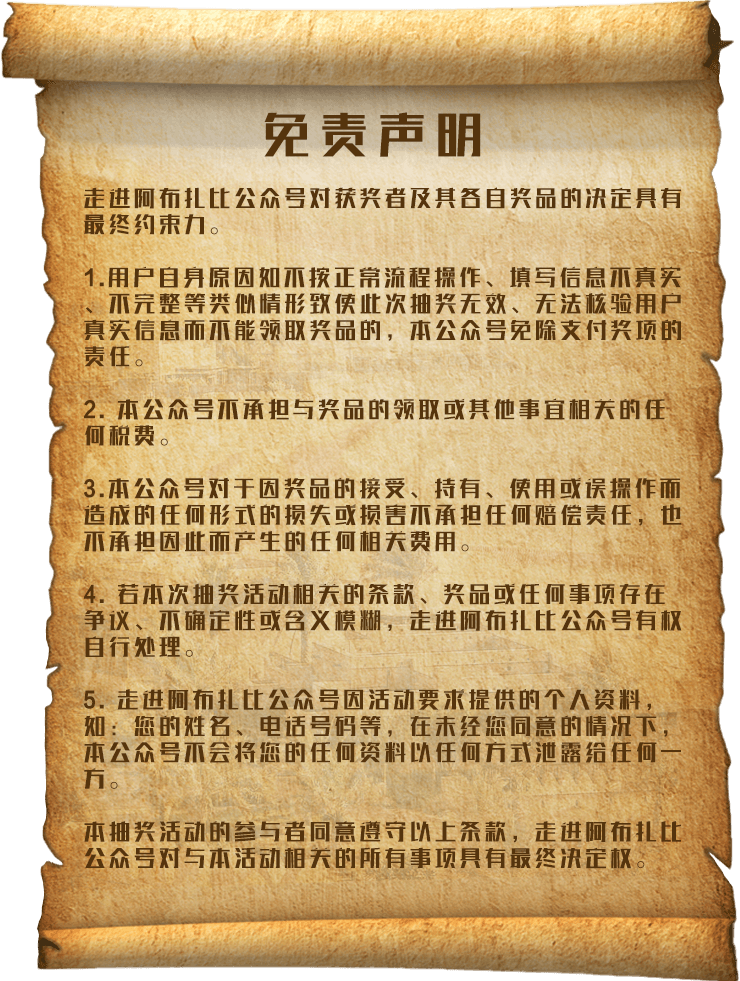 免责声明
走进阿布扎比公众号对获奖者及其各自奖品的决定具有
最终约束力。
1.用户自身原因如不按正常流程操作、填写信息不真实
、不完整等类似情形致使此次抽奖无效、无法核验用户
真实信息而不能领取奖品的，本公众号免除支付奖项的
责任。
2. 本公众号不承担与奖品的领取或其他事宜相关的任
何税费。
3.本公众号对于因奖品的接受、持有、使用或误操作而
造成的任何形式的损失或损害不承担任何赔偿责任，也
不承担因此而产生的任何相关费用。
4. 若本次抽奖活动相关的条款、奖品或任何事项存在
争议、不确定性或含义模糊，走进阿布扎比公众号有权
自行处理。
5. 走进阿布扎比公众号因活动要求提供的个人资料，
如：您的姓名、电话号码等，在未经您同意的情况下，
本公众号不会将您的任何资料以任何方式泄露给任何一
方。
本抽奖活动的参与者同意遵守以上条款，走进阿布扎比
公众号对与本活动相关的所有事项具有最终决定权。